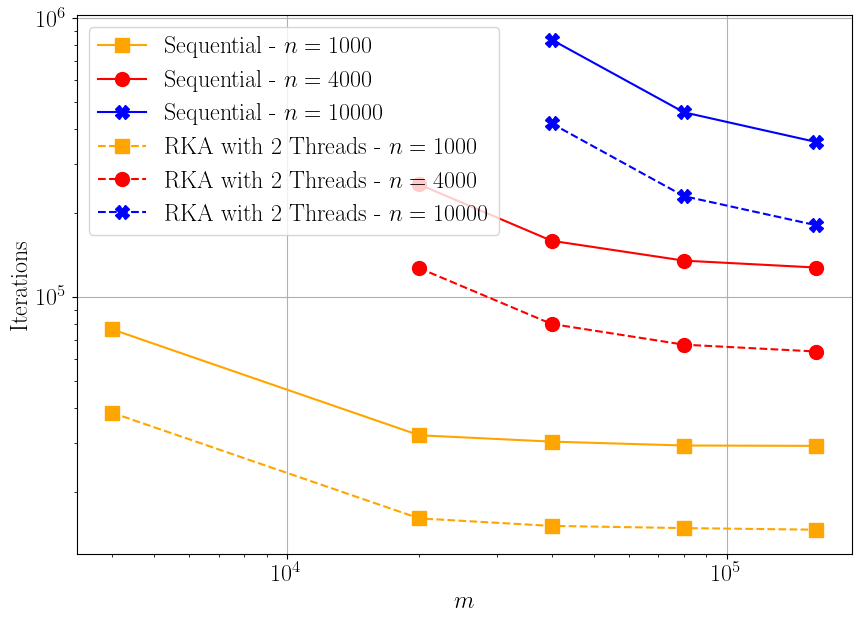 10^6
Sequential - n = 1000
Sequential - n = 4000
Sequential - n = 10000
RKA with 2 Threads - n = 1000
RKA with 2 Threads - n = 4000
RKA with 2 Threads - n = 10000
Iterations
10^5
10^4
10^5
m